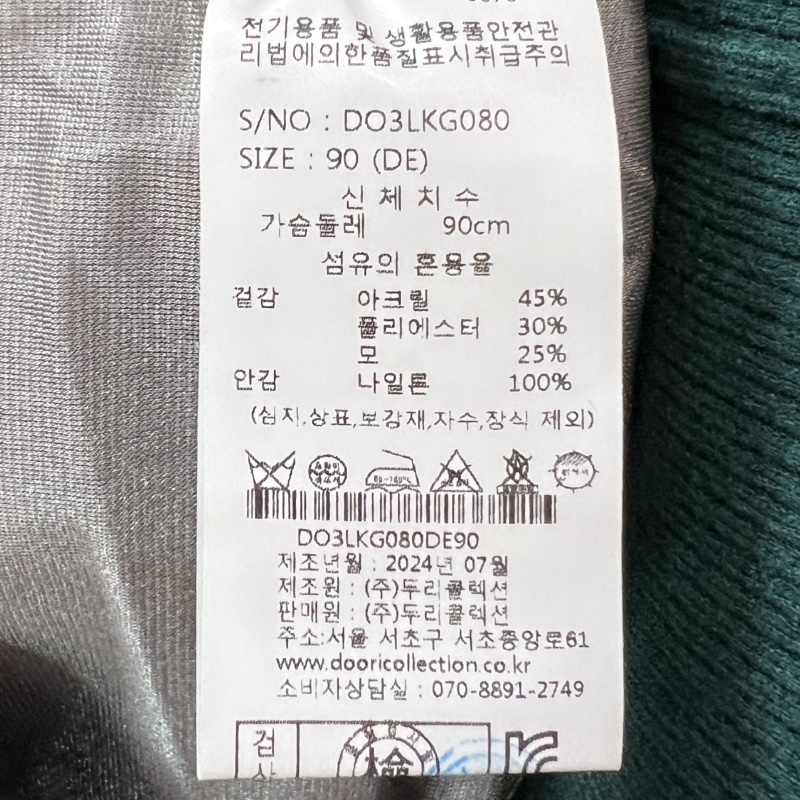 전기용품 및 생활용품안전관
리법에의한품질표시취급주의
S/NO : DO3LKG080
SIZE : 90 (DE)
신 체 치 수
가슴둘레 90cm
섬유의 혼용율
겉감 아크릴 45%
폴리에스터 30%
모 25%
안감 나일론 100%
(심지,상표,보강재,자수,장식 제외)
DO3LKG080DE90
제조년월 : 2024년 07월
제조원 : (주)두리콜렉션
판매원 : (주)두리콜렉션
주소:서울 서초구 서초중앙로61
www.dooricollection.co.kr
소비자상담실 : 070-8891-2749
검